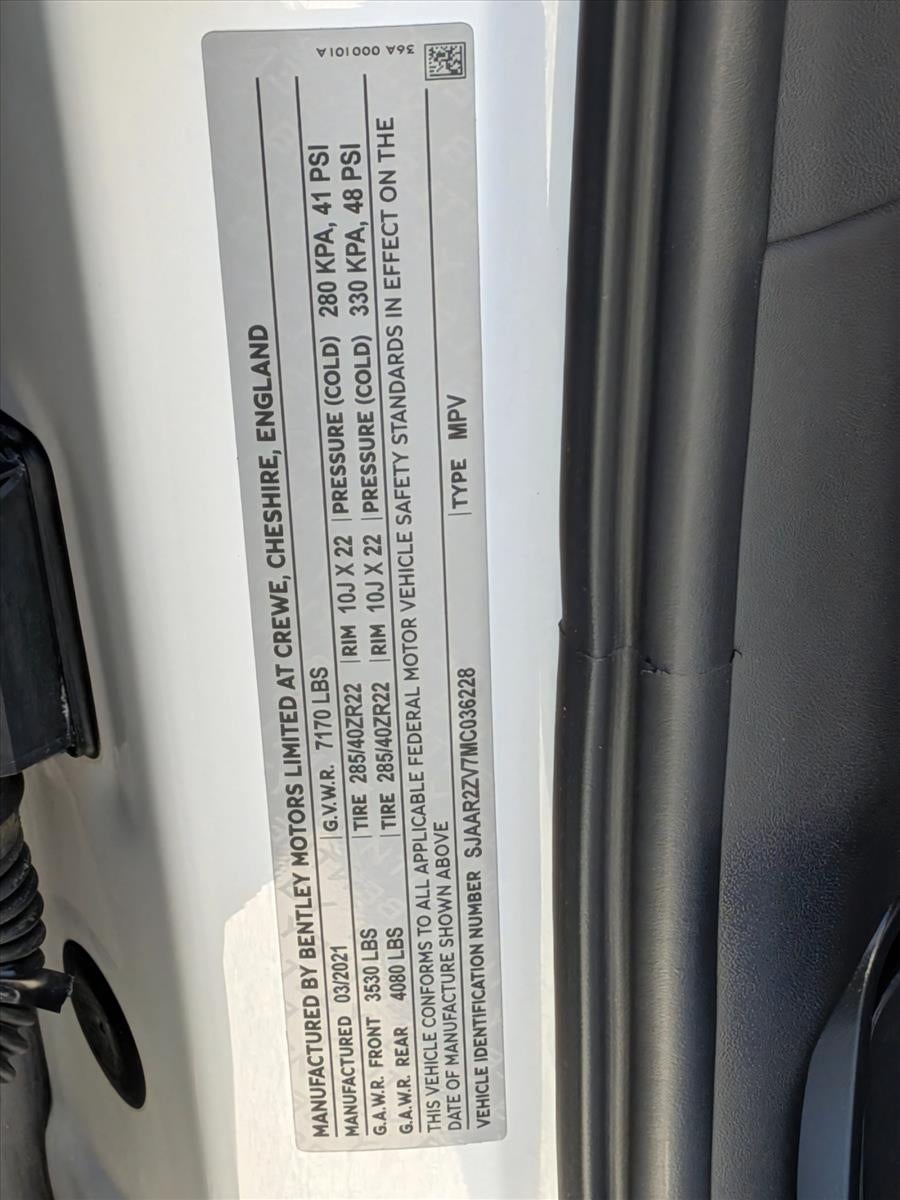 MANUFACTURED BY BENTLEY MOTORS LIMITED AT CREWE, CHESHIRE, ENGLAND
MANUFACTURED 03/2021 G.V.W.R. 7170 LBS
G.A.W.R. FRONT 3530 LBS TIRE 285/40ZR22 RIM 10J X 22 PRESSURE (COLD) 280 KPA, 41 PSI
G.A.W.R. REAR 4080 LBS TIRE 285/40ZR22 RIM 10J X 22 PRESSURE (COLD) 330 KPA, 48 PSI
THIS VEHICLE CONFORMS TO ALL APPLICABLE FEDERAL MOTOR VEHICLE SAFETY STANDARDS IN EFFECT ON THE
DATE OF MANUFACTURE SHOWN ABOVE
VEHICLE IDENTIFICATION NUMBER SJAAR2ZV7MC036228 TYPE MPV
36A 000101A